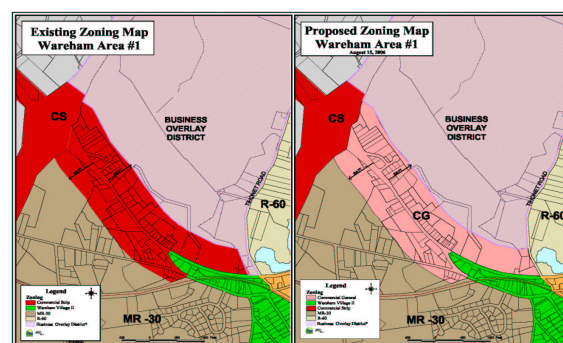 Existing Zoning Map
Wareham Area #1
CS
BUSINESS
OVERLAY
DISTRICT
R-60
MR -30
Legend
Zoning
Commercial Strip
Wareham Village II
MR-30
R-60
Business Overlay District*
Proposed Zoning Map
Wareham Area #1
August 15, 2006
CS
BUSINESS
OVERLAY
DISTRICT
CG
R-60
MR -30
Legend
Zoning
Commercial General
Wareham Village II
Commercial Strip
MR-30
R-60
Business Overlay District*